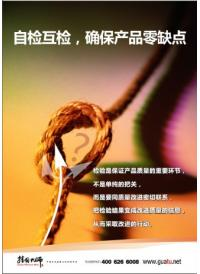 自检互检，确保产品零缺点
?
检验是保证产品质量的重要环节，
不是单纯的把关，
而是要同质量改进密切联系，
把检验结果变成改进质量的信息，
从而采取改进的行动。
400 626 6008 www.guatu.net